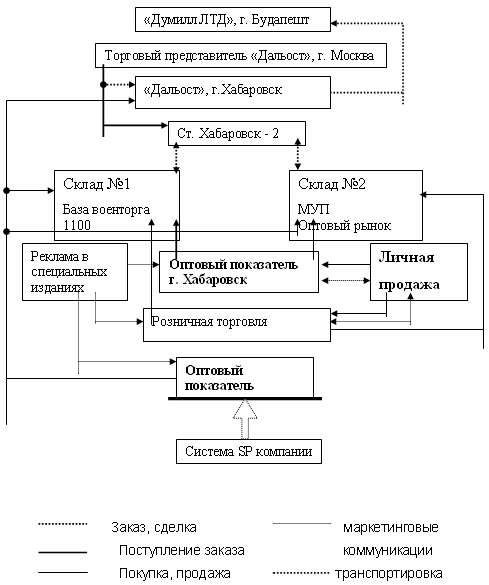 «Думилл ЛТД», г. Будапешт
Торговый представитель «Дальост», г. Москва
«Дальост», г.Хабаровск
Ст. Хабаровск - 2
Склад №1
База военторга
1100
Склад №2
МУП
Оптовый рынок
Реклама в
специальных
изданиях
Оптовый показатель
г. Хабаровск
Личная
продажа
Розничная торговля
Оптовый
показатель
Система SP компании
Заказ, сделка
маркетинговые
Поступление заказа
коммуникации
Покупка, продажа
транспортировка